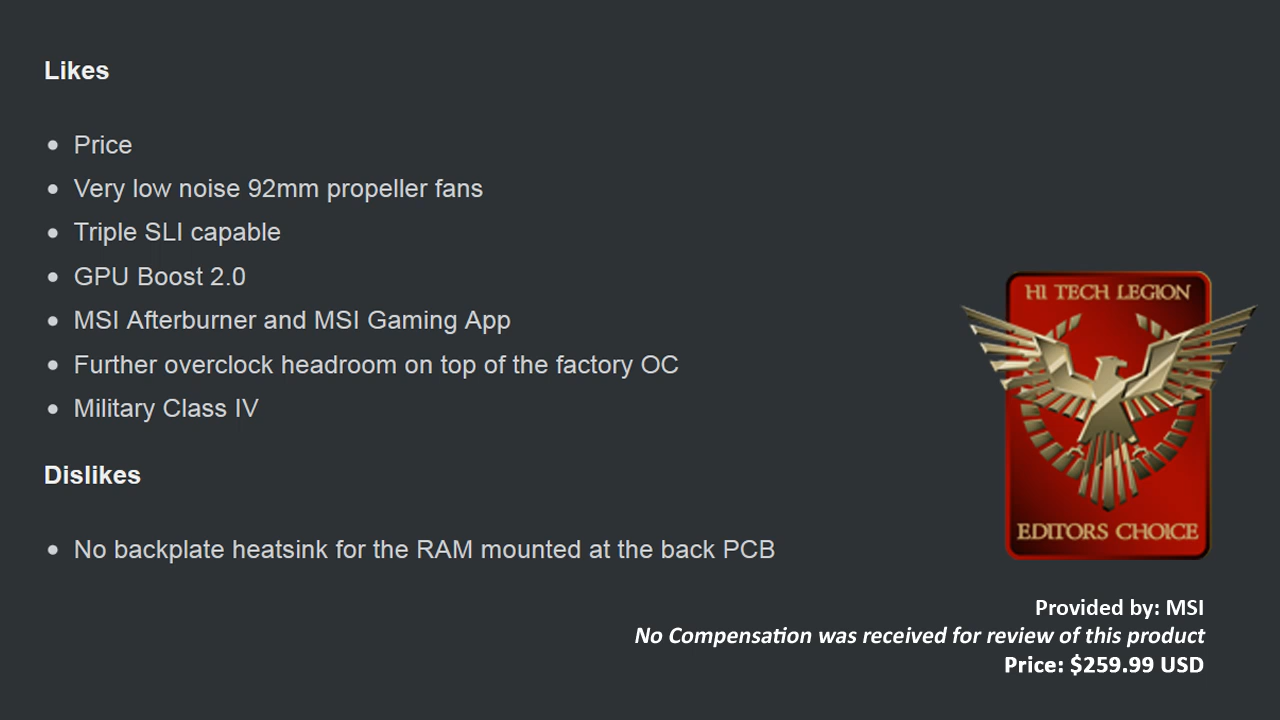 Likes
Price
Very low noise 92mm propeller fans
Triple SLI capable
GPU Boost 2.0
MSI Afterburner and MSI Gaming App
Further overclock headroom on top of the factory OC
Military Class IV
Dislikes
No backplate heatsink for the RAM mounted at the back PCB
HI TECH LEGION
EDITORS CHOICE
Provided by: MSI
No Compensation was received for review of this product
Price: $259.99 USD